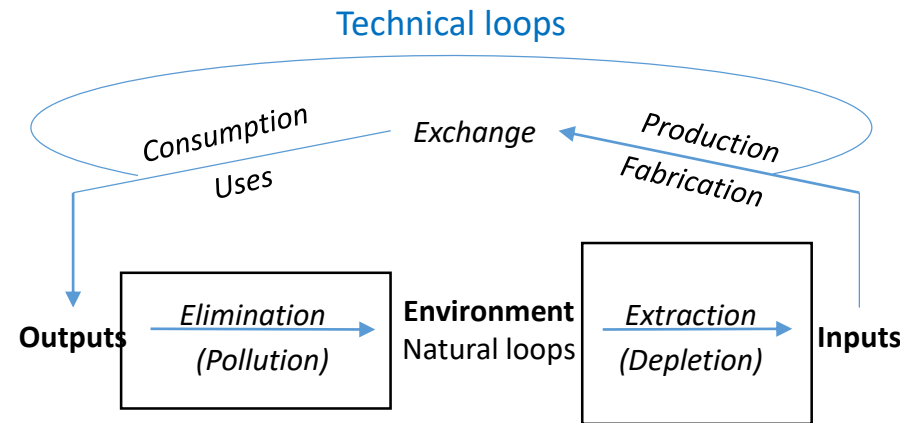 Technical loops
Consumption
Uses
Exchange
Production
Fabrication
Outputs
Elimination
(Pollution)
Environment
Natural loops
Extraction
(Depletion)
Inputs